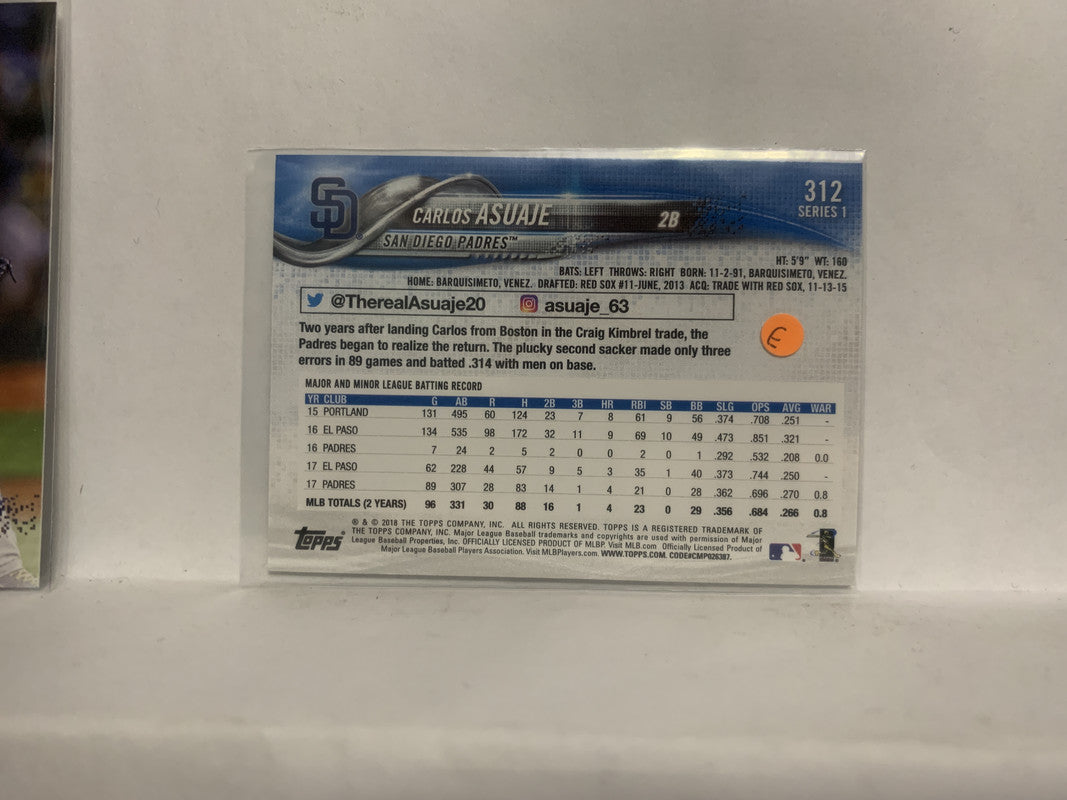 SD
312
SERIES 1
CARLOS ASUAJE
2B
SAN DIEGO PADRES™
HT: 5'9" WT: 160
BATS: LEFT THROWS: RIGHT BORN: 11-2-91, BARQUISIMETO, VENEZ.
HOME: BARQUISIMETO, VENEZ. DRAFTED: RED SOX #11-JUNE, 2013 ACQ: TRADE WITH RED SOX, 11-13-15
@TherealAsuaje20 asuaje_63
E
Two years after landing Carlos from Boston in the Craig Kimbrel trade, the
Padres began to realize the return. The plucky second sacker made only three
errors in 89 games and batted .314 with men on base.
MAJOR AND MINOR LEAGUE BATTING RECORD
YR CLUB G AB R H 2B 3B HR RBI SB BB SLG OPS AVG WAR
15 PORTLAND 131 495 60 124 23 7 8 61 9 56 .374 .708 .251 -
16 EL PASO 134 535 98 172 32 11 9 69 10 49 .473 .851 .321 -
16 PADRES 7 24 2 5 2 0 0 2 0 1 .292 .532 .208 0.0
17 EL PASO 62 228 44 57 9 5 3 35 1 40 .373 .744 .250 -
17 PADRES 89 307 28 83 14 1 4 21 0 28 .362 .696 .270 0.8
MLB TOTALS (2 YEARS) 96 331 30 88 16 1 4 23 0 29 .356 .684 .266 0.8
Topps
® & © 2018 THE TOPPS COMPANY, INC. ALL RIGHTS RESERVED. TOPPS IS A REGISTERED TRADEMARK OF
THE TOPPS COMPANY, INC. Major League Baseball trademarks and copyrights are used with permission of Major
League Baseball Properties, Inc. OFFICIALLY LICENSED PRODUCT OF MLBP. Visit MLB.com Officially Licensed Product of
Major League Baseball Players Association. Visit MLBPlayers.com. WWW.TOPPS.COM. CODE#CMP026387.